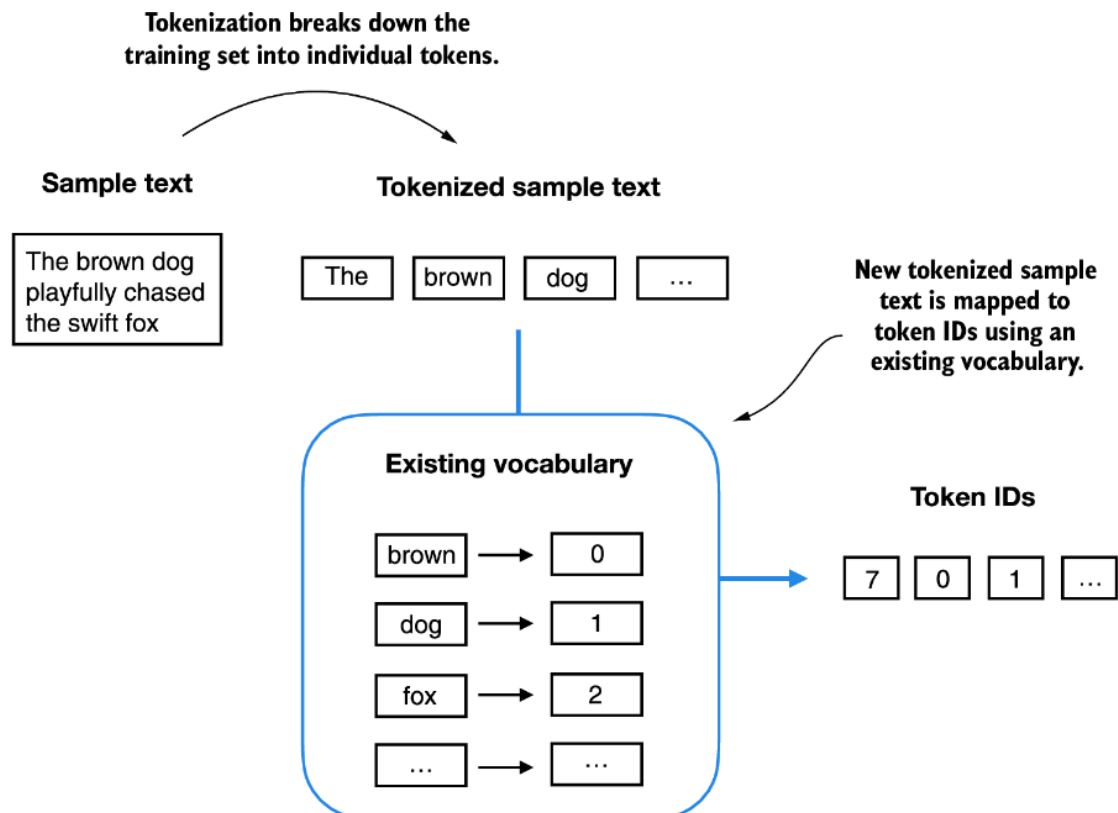 Tokenization breaks down the
training set into individual tokens.
Sample text
Tokenized sample text
The brown dog
playfully chased
the swift fox
The brown dog ...
New tokenized sample
text is mapped to
token IDs using an
existing vocabulary.
Existing vocabulary
Token IDs
brown 0
dog 1
fox 2
... ...
7 0 1 ...